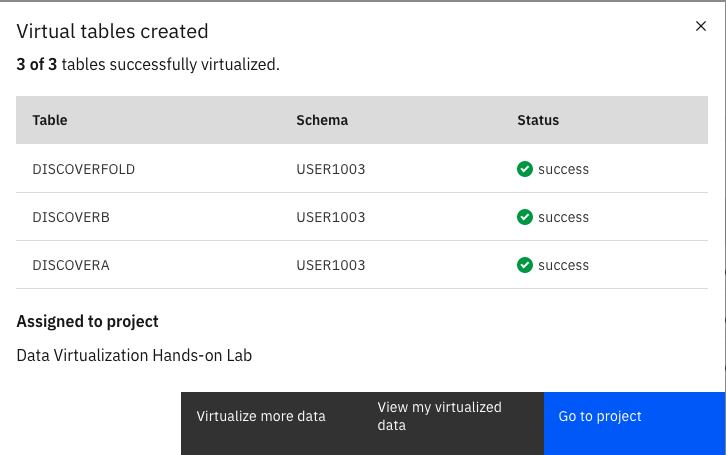 Virtual tables created
3 of 3 tables successfully virtualized.
Table Schema Status
DISCOVERFOLD USER1003 success
DISCOVERB USER1003 success
DISCOVERA USER1003 success
Assigned to project
Data Virtualization Hands-on Lab
Virtualize more data
View my virtualized
data
Go to project